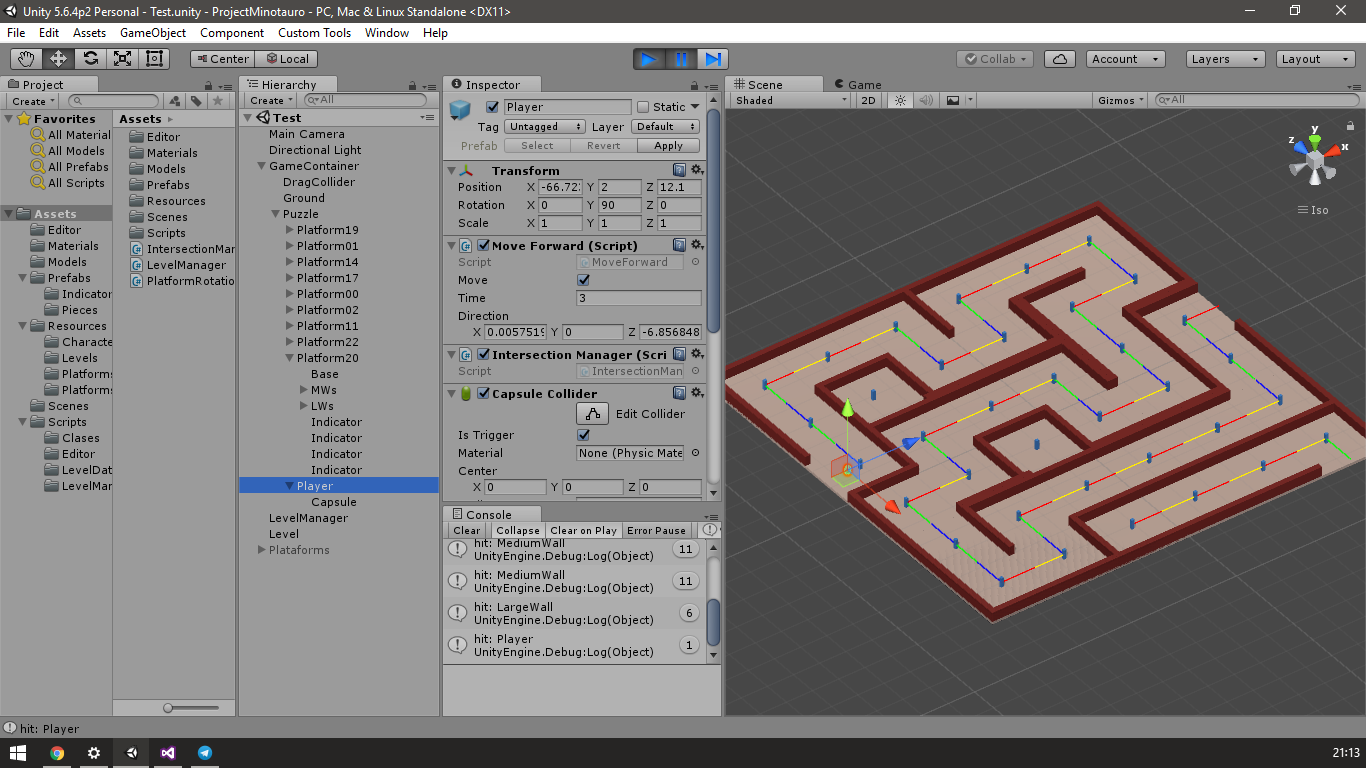 Unity 5.6.4p2 Personal - Test.unity - ProjectMinotauro - PC, Mac & Linux Standalone <DX11>
File Edit Assets GameObject Component Custom Tools Window Help
Center Local
Collab Account Layers Layout
Project
Create
Favorites
All Material
All Models
All Prefabs
All Scripts
Assets
Editor
Materials
Models
Prefabs
Indicator
Pieces
Resources
Characte
Levels
Platforms
Platforms
Scenes
Scripts
Clases
Editor
LevelDat
LevelMar
Assets
Editor
Materials
Models
Prefabs
Resources
Scenes
Scripts
IntersectionMar
LevelManager
PlatformRotatio
Hierarchy
Create All
Test
Main Camera
Directional Light
GameContainer
DragCollider
Ground
Puzzle
Platform19
Platform01
Platform14
Platform17
Platform00
Platform02
Platform11
Platform22
Platform20
Base
MWs
LWs
Indicator
Indicator
Indicator
Indicator
Player
Capsule
LevelManager
Level
Plataforms
Inspector
Player Static
Tag Untagged Layer Default
Prefab Select Revert Apply
Transform
Position X -66.72 Y 2 Z 12.1
Rotation X 0 Y 90 Z 0
Scale X 1 Y 1 Z 1
Move Forward (Script)
Script MoveForward
Move
Time 3
Direction
X 0.0057519 Y 0 Z -6.856848
Intersection Manager (Scri
Script IntersectionMan
Capsule Collider
Edit Collider
Is Trigger
Material None (Physic Mate
Center
X 0 Y 0 Z 0
Console
Clear Collapse Clear on Play Error Pause
hit: MediumWall
UnityEngine.Debug:Log(Object) 11
hit: MediumWall
UnityEngine.Debug:Log(Object) 11
hit: LargeWall
UnityEngine.Debug:Log(Object) 6
hit: Player
UnityEngine.Debug:Log(Object) 1
Scene Game
Shaded 2D Gizmos All
y
z x
Iso
hit: Player
21:13